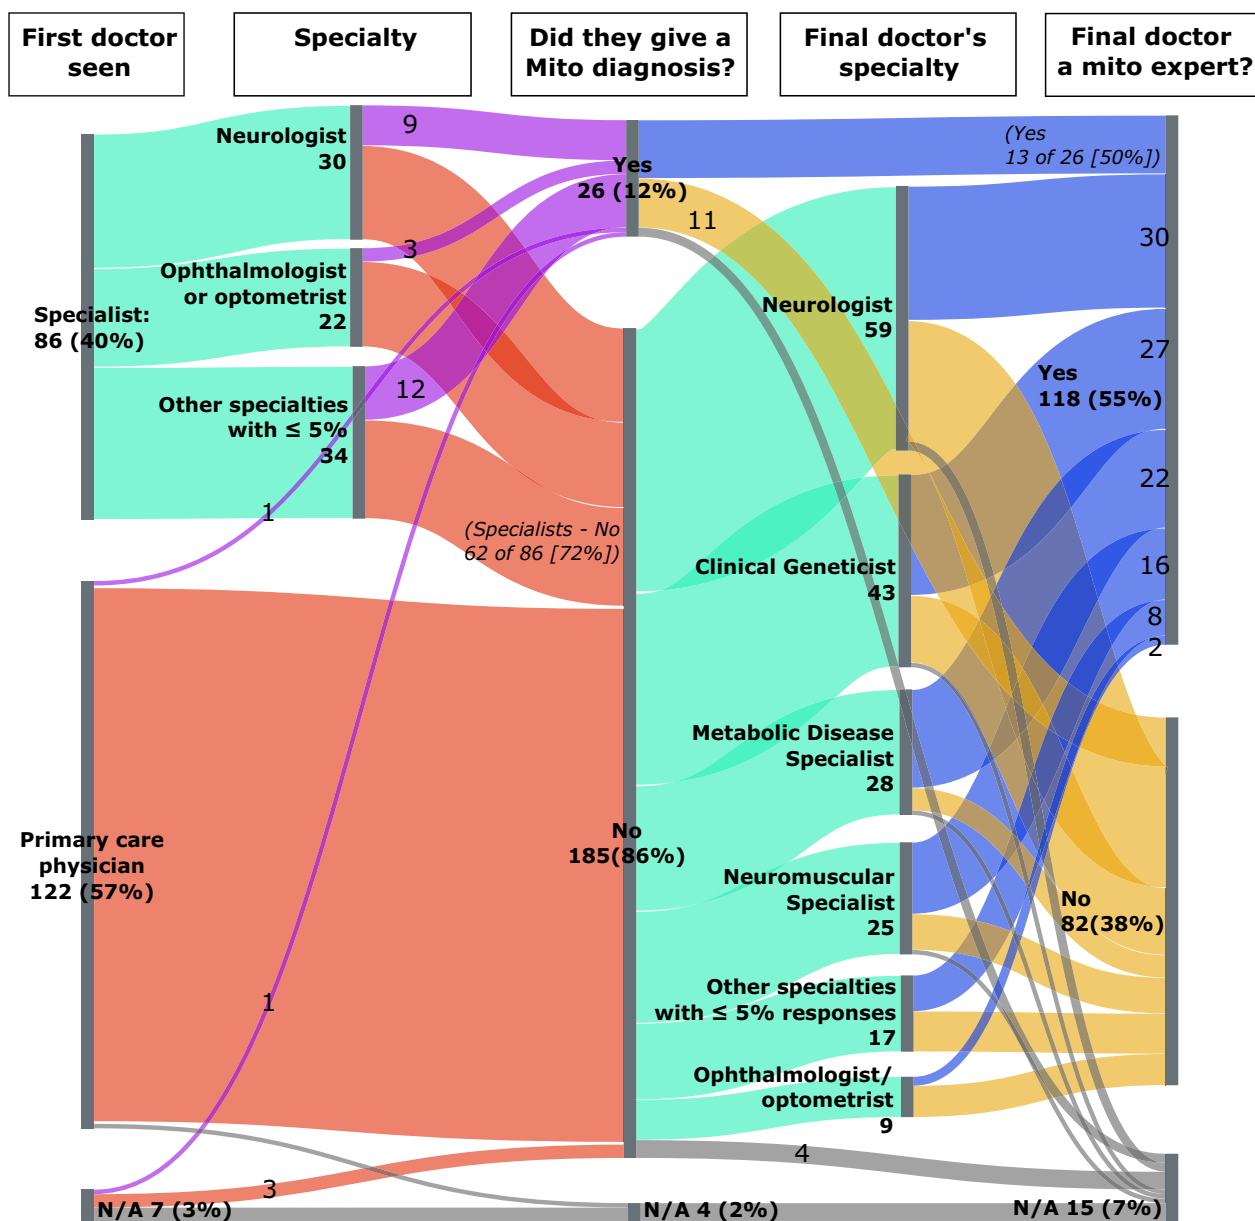 First doctor
seen
Specialty
Did they give a
Mito diagnosis?
Final doctor's
specialty
Final doctor
a mito expert?
Specialist:
86 (40%)
Primary care
physician
122 (57%)
N/A 7 (3%)
Neurologist
30
Ophthalmologist
or optometrist
22
Other specialties
with ≤ 5%
34
9
3
12
1
1
3
Yes
26 (12%)
(Specialists - No
62 of 86 [72%])
No
185(86%)
N/A 4 (2%)
11
4
Neurologist
59
Clinical Geneticist
43
Metabolic Disease
Specialist
28
Neuromuscular
Specialist
25
Other specialties
with ≤ 5% responses
17
Ophthalmologist/
optometrist
9
(Yes
13 of 26 [50%])
30
27
Yes
118 (55%)
22
16
8
2
No
82(38%)
N/A 15 (7%)